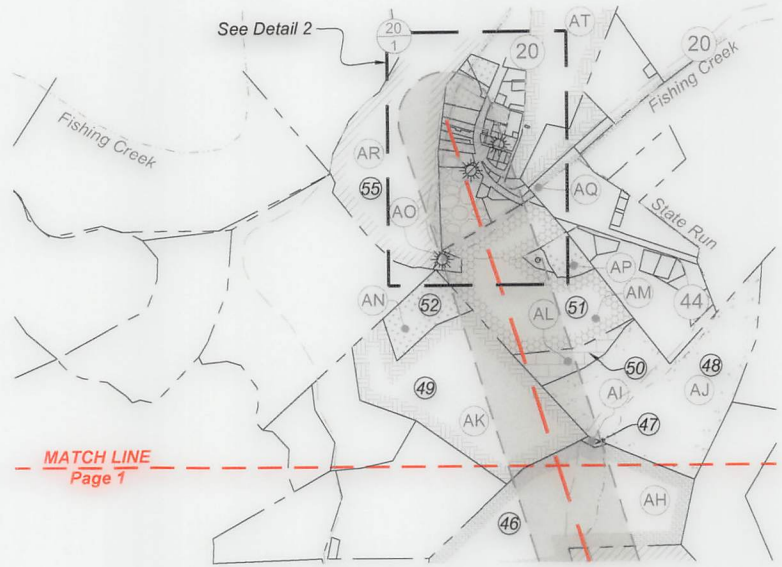 See Detail 2
20
1
20
AT
20
Fishing Creek
Fishing Creek
AR
55
AO
AQ
State Run
AP
AN
52
AL
51
AM
44
50
48
49
AI
AJ
AK
47
MATCH LINE
Page 1
AH
46